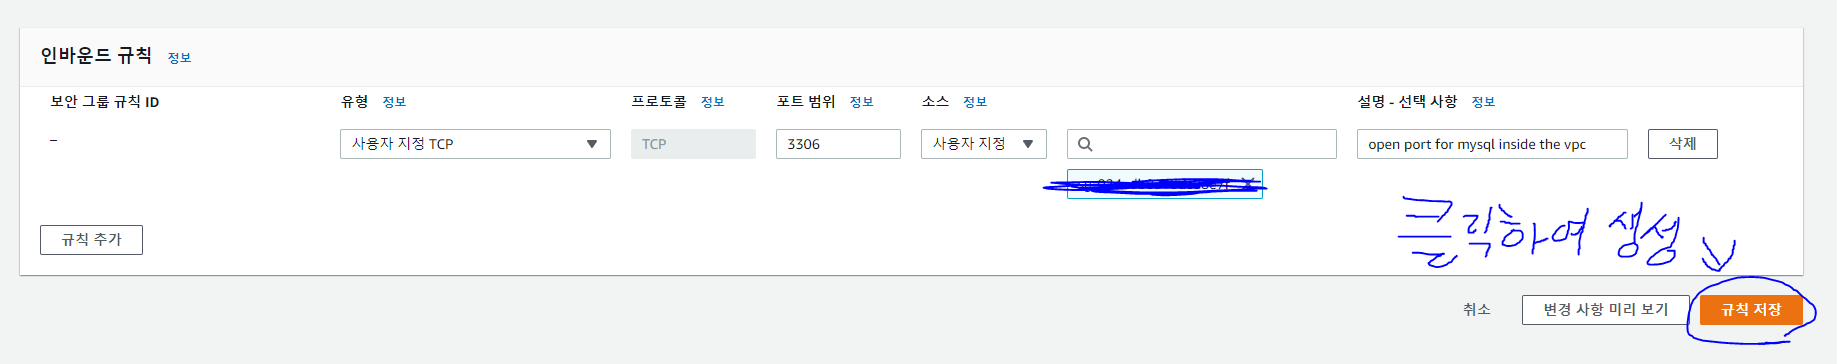 인바운드 규칙 정보
보안 그룹 규칙 ID 유형 정보 프로토콜 정보 포트 범위 정보 소스 정보 설명 - 선택 사항 정보
– 사용자 지정 TCP TCP 3306 사용자 지정 open port for mysql inside the vpc 삭제
규칙 추가
클릭하여 생성
취소 변경 사항 미리 보기 규칙 저장